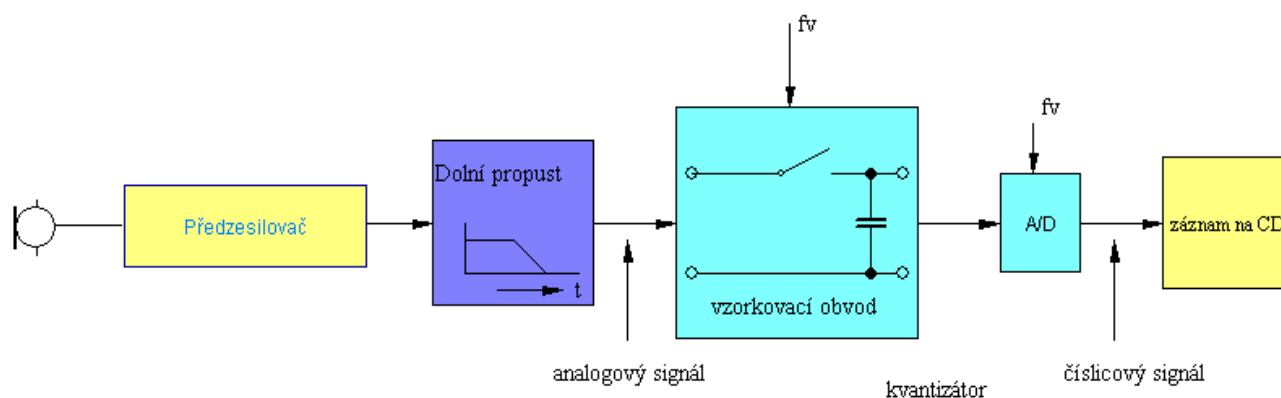 fv
fv
Dolní propust
Předzesilovač
A/D
záznam na CD
t
vzorkovací obvod
analogový signál
kvantizátor
číslicový signál